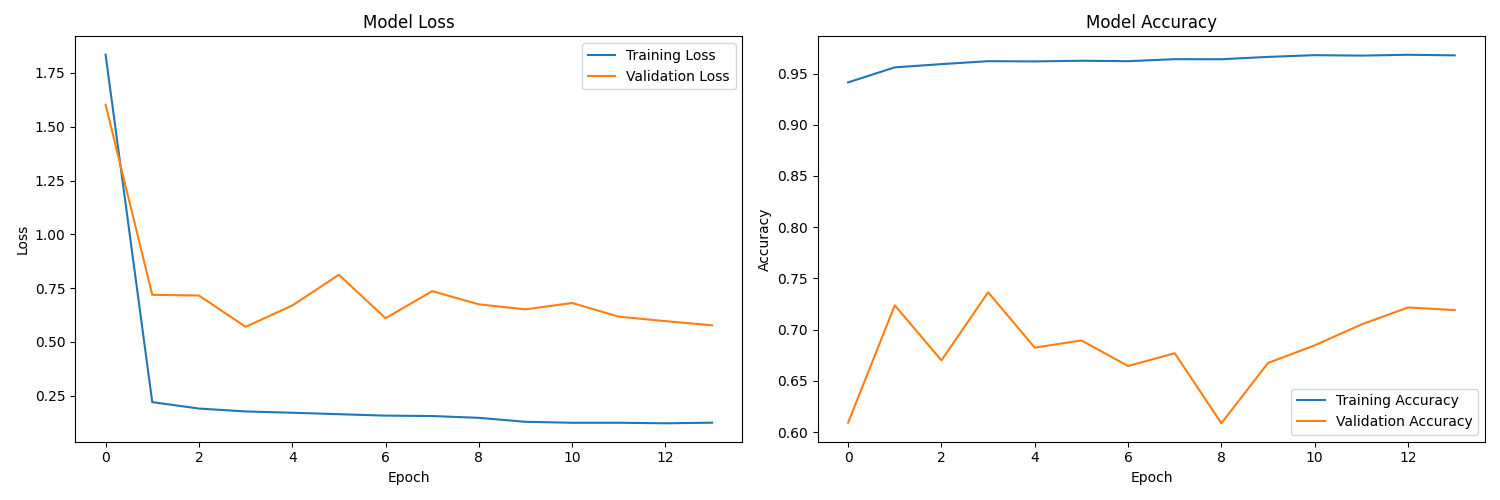 Model Loss
Training Loss
Validation Loss
1.75
1.50
1.25
1.00
0.75
0.50
0.25
Loss
0 2 4 6 8 10 12
Epoch
Model Accuracy
0.95
0.90
0.85
0.80
0.75
0.70
0.65
0.60
Accuracy
Training Accuracy
Validation Accuracy
0 2 4 6 8 10 12
Epoch